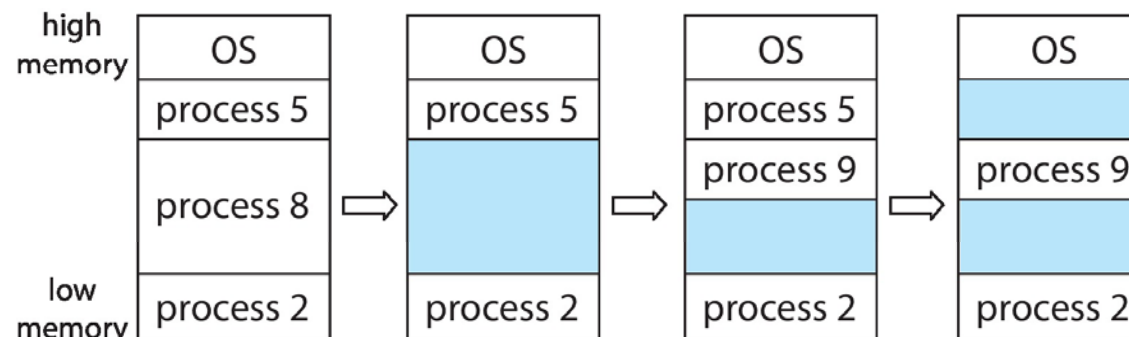 high
memory
OS
process 5
process 8
low
memory
process 2
OS
process 5
process 2
OS
process 5
process 9
process 2
OS
process 9
process 2